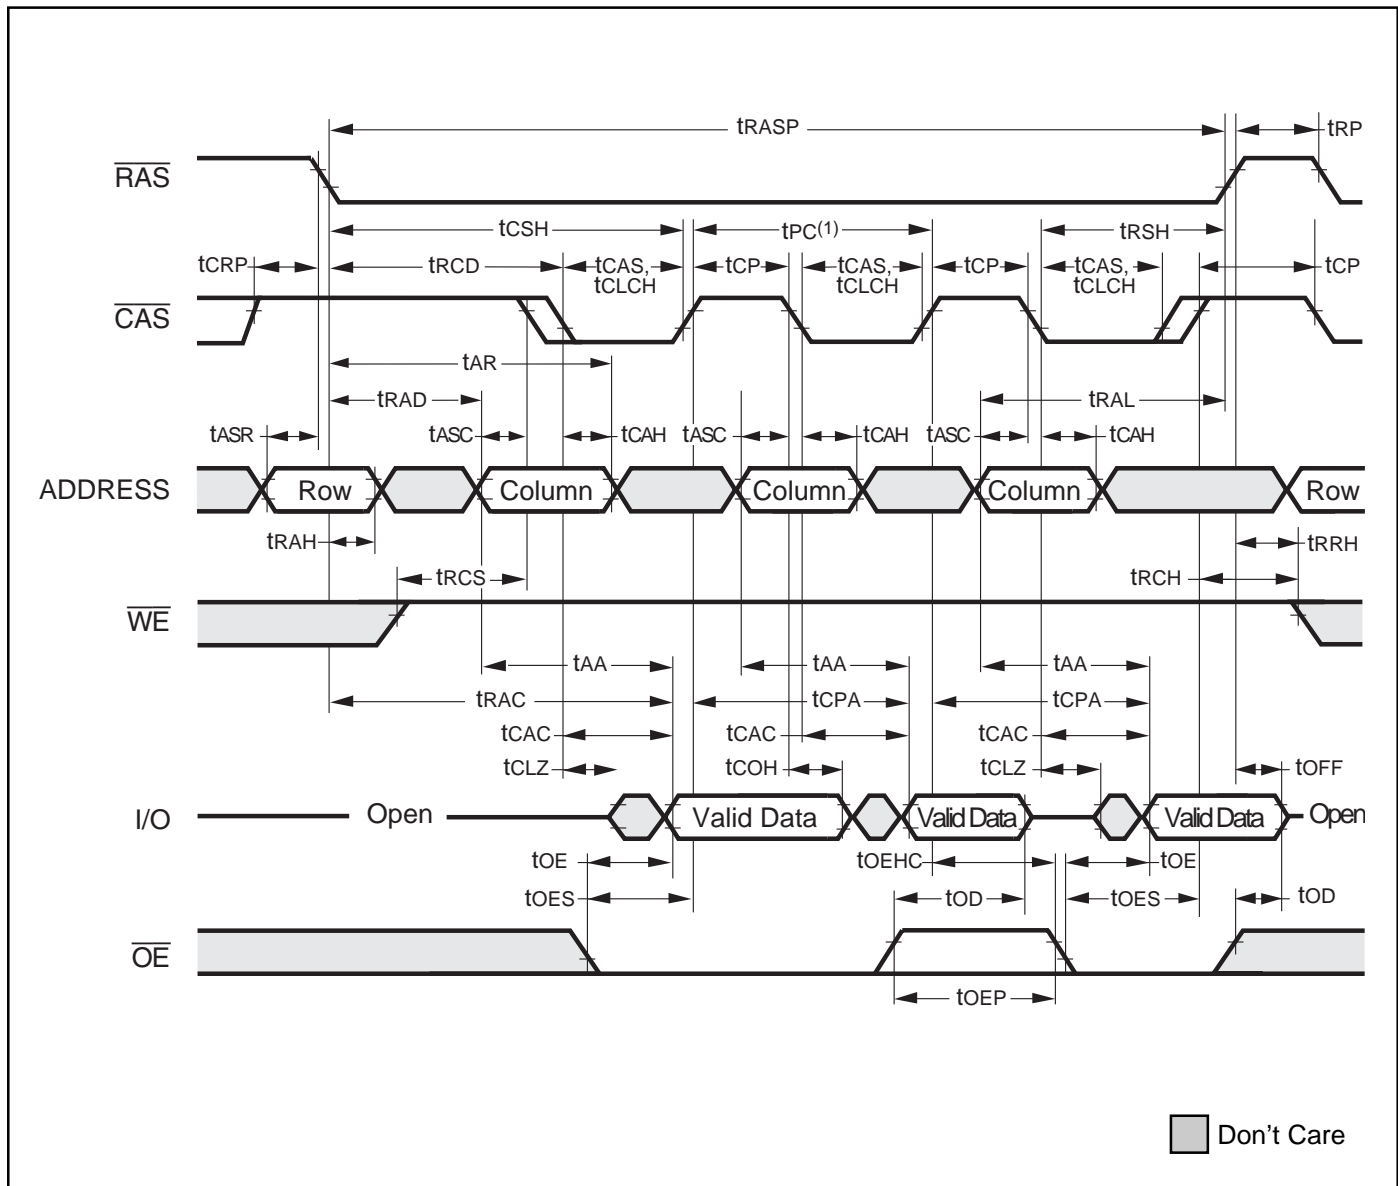 tRASP
tRP
RAS
tCSH
tPC(1)
tRSH
tCRP
tRCD
tCAS,
tCLCH
tCP
tCAS,
tCLCH
tCP
tCAS,
tCLCH
tCP
CAS
tAR
tRAD
tRAL
tASR
tASC
tCAH
tASC
tCAH
tASC
tCAH
ADDRESS
Row
Column
Column
Column
Row
tRAH
tRRH
tRCS
tRCH
WE
tAA
tAA
tAA
tRAC
tCPA
tCPA
tCAC
tCAC
tCAC
tCLZ
tCOH
tCLZ
tOFF
I/O
Open
Valid Data
Valid Data
Valid Data
Open
tOE
tOEHC
tOE
tOES
tOD
tOES
tOD
OE
tOEP
Don't Care